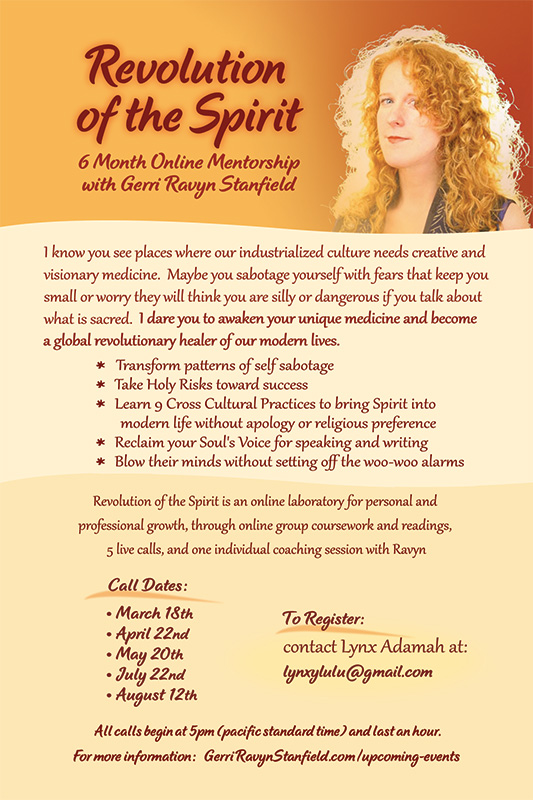 Revolution
of the Spirit
6 Month Online Mentorship
with Gerri Ravyn Stanfield
I know you see places where our industrialized culture needs creative and
visionary medicine. Maybe you sabotage yourself with fears that keep you
small or worry they will think you are silly or dangerous if you talk about
what is sacred. I dare you to awaken your unique medicine and become
a global revolutionary healer of our modern lives.
* Transform patterns of self sabotage
* Take Holy Risks toward success
* Learn 9 Cross Cultural Practices to bring Spirit into
modern life without apology or religious preference
* Reclaim your Soul's Voice for speaking and writing
* Blow their minds without setting off the woo-woo alarms
Revolution of the Spirit is an online laboratory for personal and
professional growth, through online group coursework and readings,
5 live calls, and one individual coaching session with Ravyn
Call Dates:
• March 18th
• April 22nd
• May 20th
• July 22nd
• August 12th
To Register:
contact Lynx Adamah at:
lynxylulu@gmail.com
All calls begin at 5pm (pacific standard time) and last an hour.
For more information: GerriRavynStanfield.com/upcoming-events